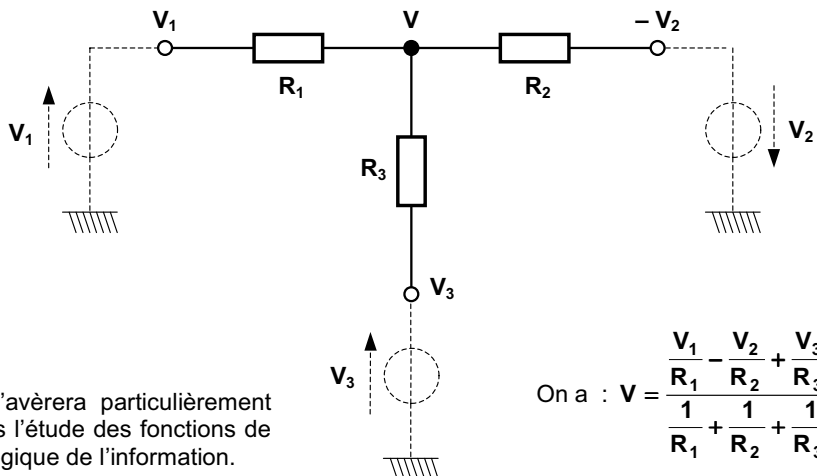 V₁ V – V₂
R₁ R₂
V₁ V₂
R₃
V₃
V₃
'avèrera particulièrement
s l'étude des fonctions de
gique de l'information.
On a : V = (V₁/R₁ – V₂/R₂ + V₃/R₃) / (1/R₁ + 1/R₂ + 1/R₃)